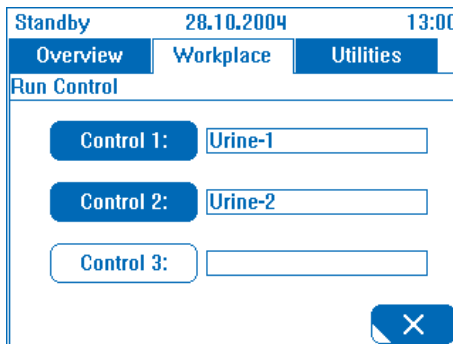 Standby 28.10.2004 13:00
Overview Workplace Utilities
Run Control
Control 1: Urine-1
Control 2: Urine-2
Control 3: